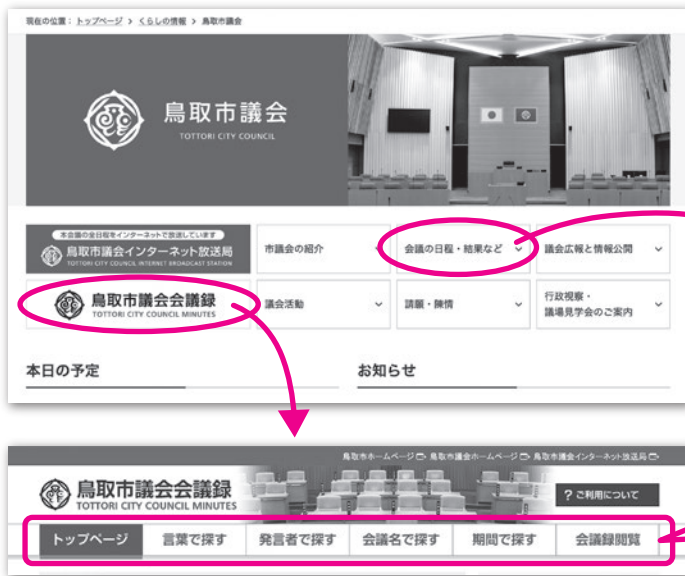 現在の位置： トップページ > くらしの情報 > 鳥取市議会
鳥取市議会
TOTTORI CITY COUNCIL
本会議の全日程をインターネットで放送しています
鳥取市議会インターネット放送局
TOTTORI CITY COUNCIL INTERNET BROADCAST STATION
市議会の紹介
会議の日程・結果など
議会広報と情報公開
鳥取市議会会議録
TOTTORI CITY COUNCIL MINUTES
議会活動
請願・陳情
行政視察・
議場見学会のご案内
本日の予定
お知らせ
鳥取市ホームページ 鳥取市議会ホームページ 鳥取市議会インターネット放送局
鳥取市議会会議録
TOTTORI CITY COUNCIL MINUTES
? ご利用について
トップページ 言葉で探す 発言者で探す 会議名で探す 期間で探す 会議録閲覧